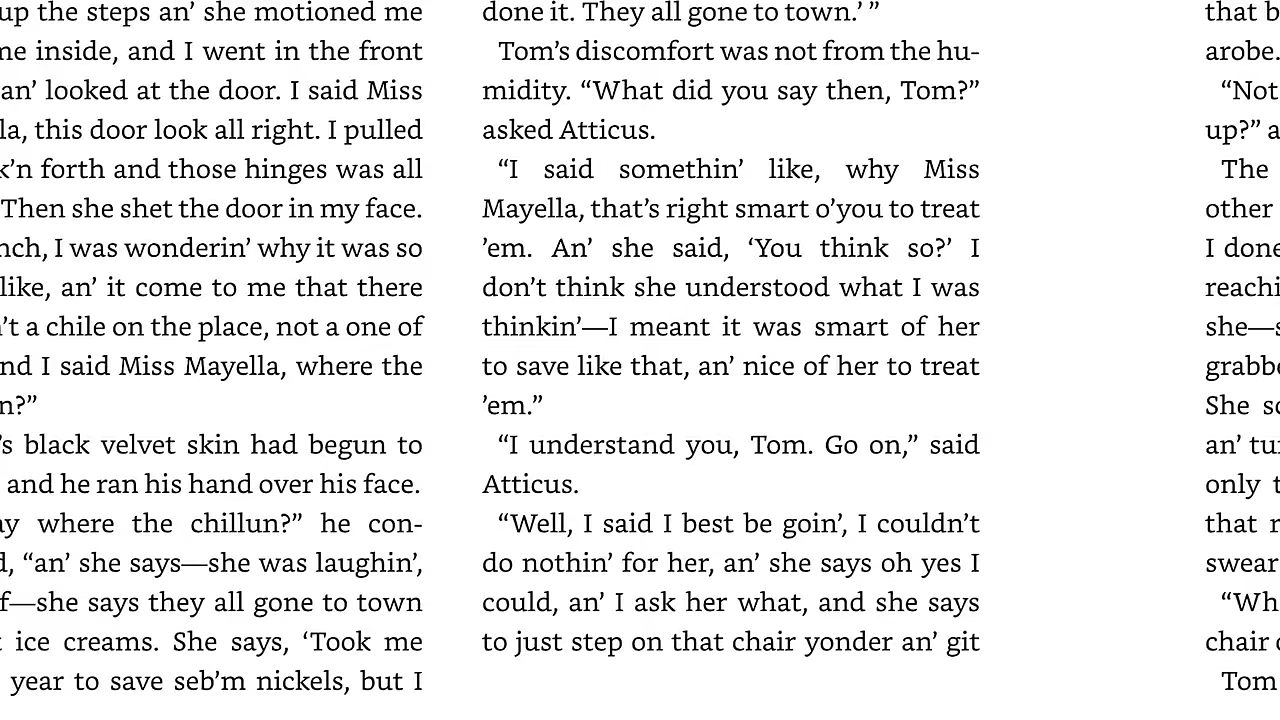 up the steps an’ she motioned me
me inside, and I went in the front
an’ looked at the door. I said Miss
la, this door look all right. I pulled
k’n forth and those hinges was all
Then she shet the door in my face.
nch, I was wonderin’ why it was so
like, an’ it come to me that there
’t a chile on the place, not a one of
nd I said Miss Mayella, where the
n?”
’s black velvet skin had begun to
and he ran his hand over his face.
ay where the chillun?” he con-
d, “an’ she says—she was laughin’,
f—she says they all gone to town
ice creams. She says, ‘Took me
year to save seb’m nickels, but I
done it. They all gone to town.’ ”
Tom’s discomfort was not from the hu-
midity. “What did you say then, Tom?”
asked Atticus.
“I said somethin’ like, why Miss
Mayella, that’s right smart o’you to treat
’em. An’ she said, ‘You think so?’ I
don’t think she understood what I was
thinkin’—I meant it was smart of her
to save like that, an’ nice of her to treat
’em.”
“I understand you, Tom. Go on,” said
Atticus.
“Well, I said I best be goin’, I couldn’t
do nothin’ for her, an’ she says oh yes I
could, an’ I ask her what, and she says
to just step on that chair yonder an’ git
that b
arobe.
“Not
up?” a
The
other
I done
reachi
she—s
grabbe
She sc
an’ tu
only t
that r
swear
“Wh
chair o
Tom